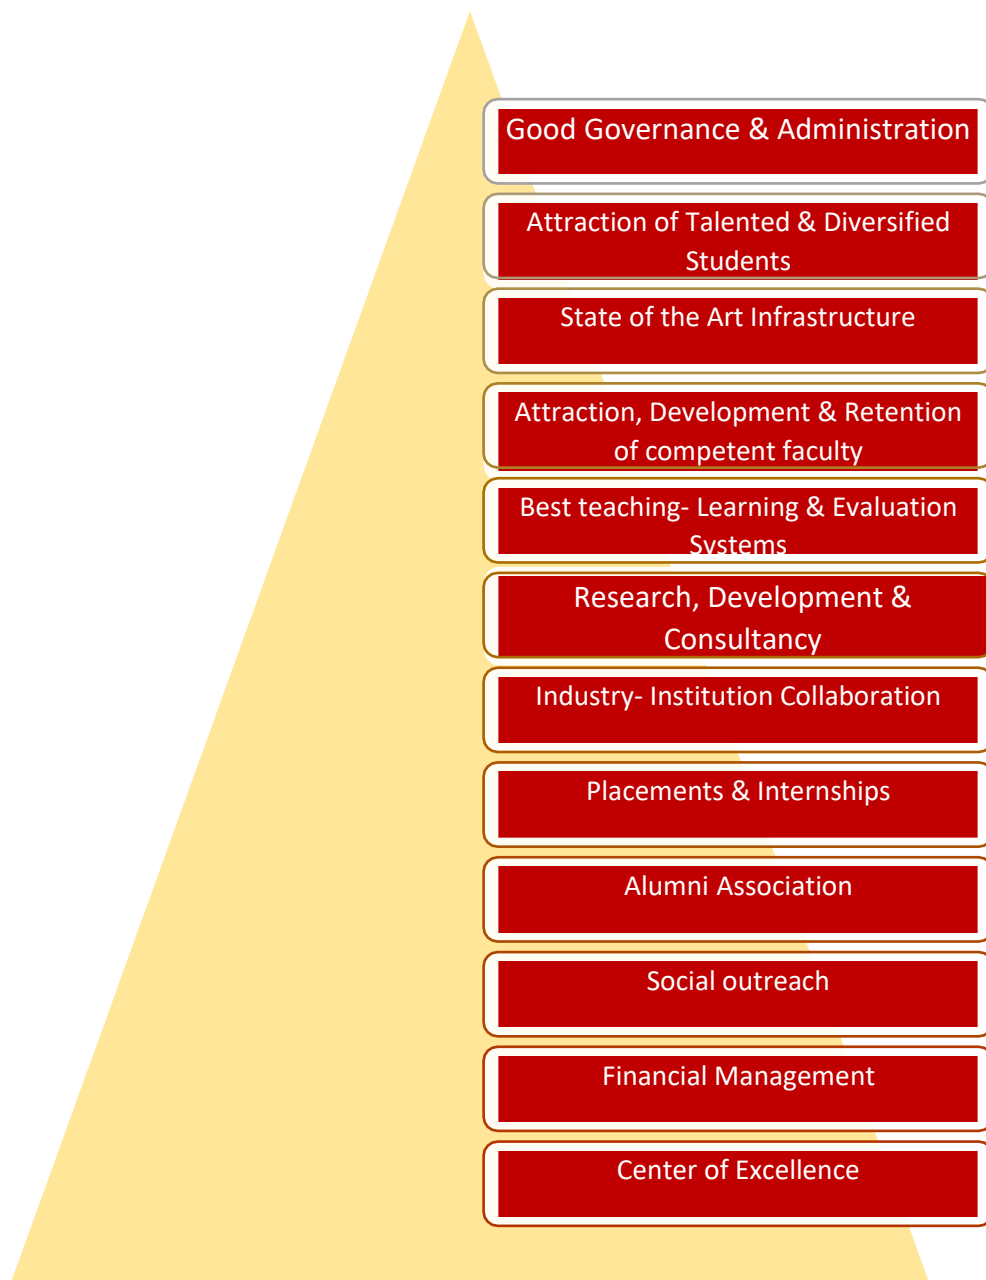 Good Governance & Administration
Attraction of Talented & Diversified
Students
State of the Art Infrastructure
Attraction, Development & Retention
of competent faculty
Best teaching- Learning & Evaluation
Systems
Research, Development &
Consultancy
Industry- Institution Collaboration
Placements & Internships
Alumni Association
Social outreach
Financial Management
Center of Excellence